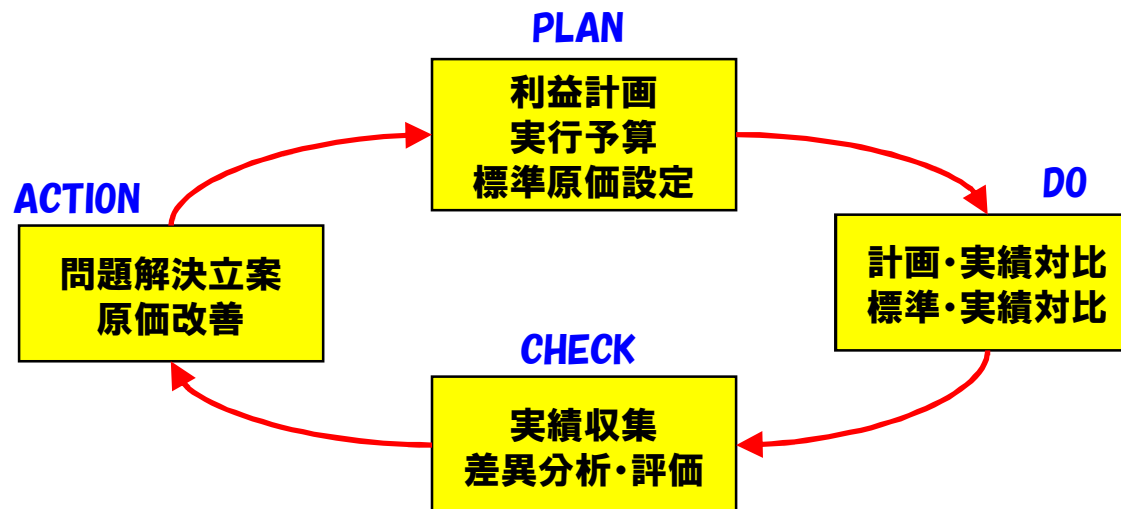 PLAN
利益計画
実行予算
標準原価設定
DO
計画・実績対比
標準・実績対比
CHECK
実績収集
差異分析・評価
ACTION
問題解決立案
原価改善